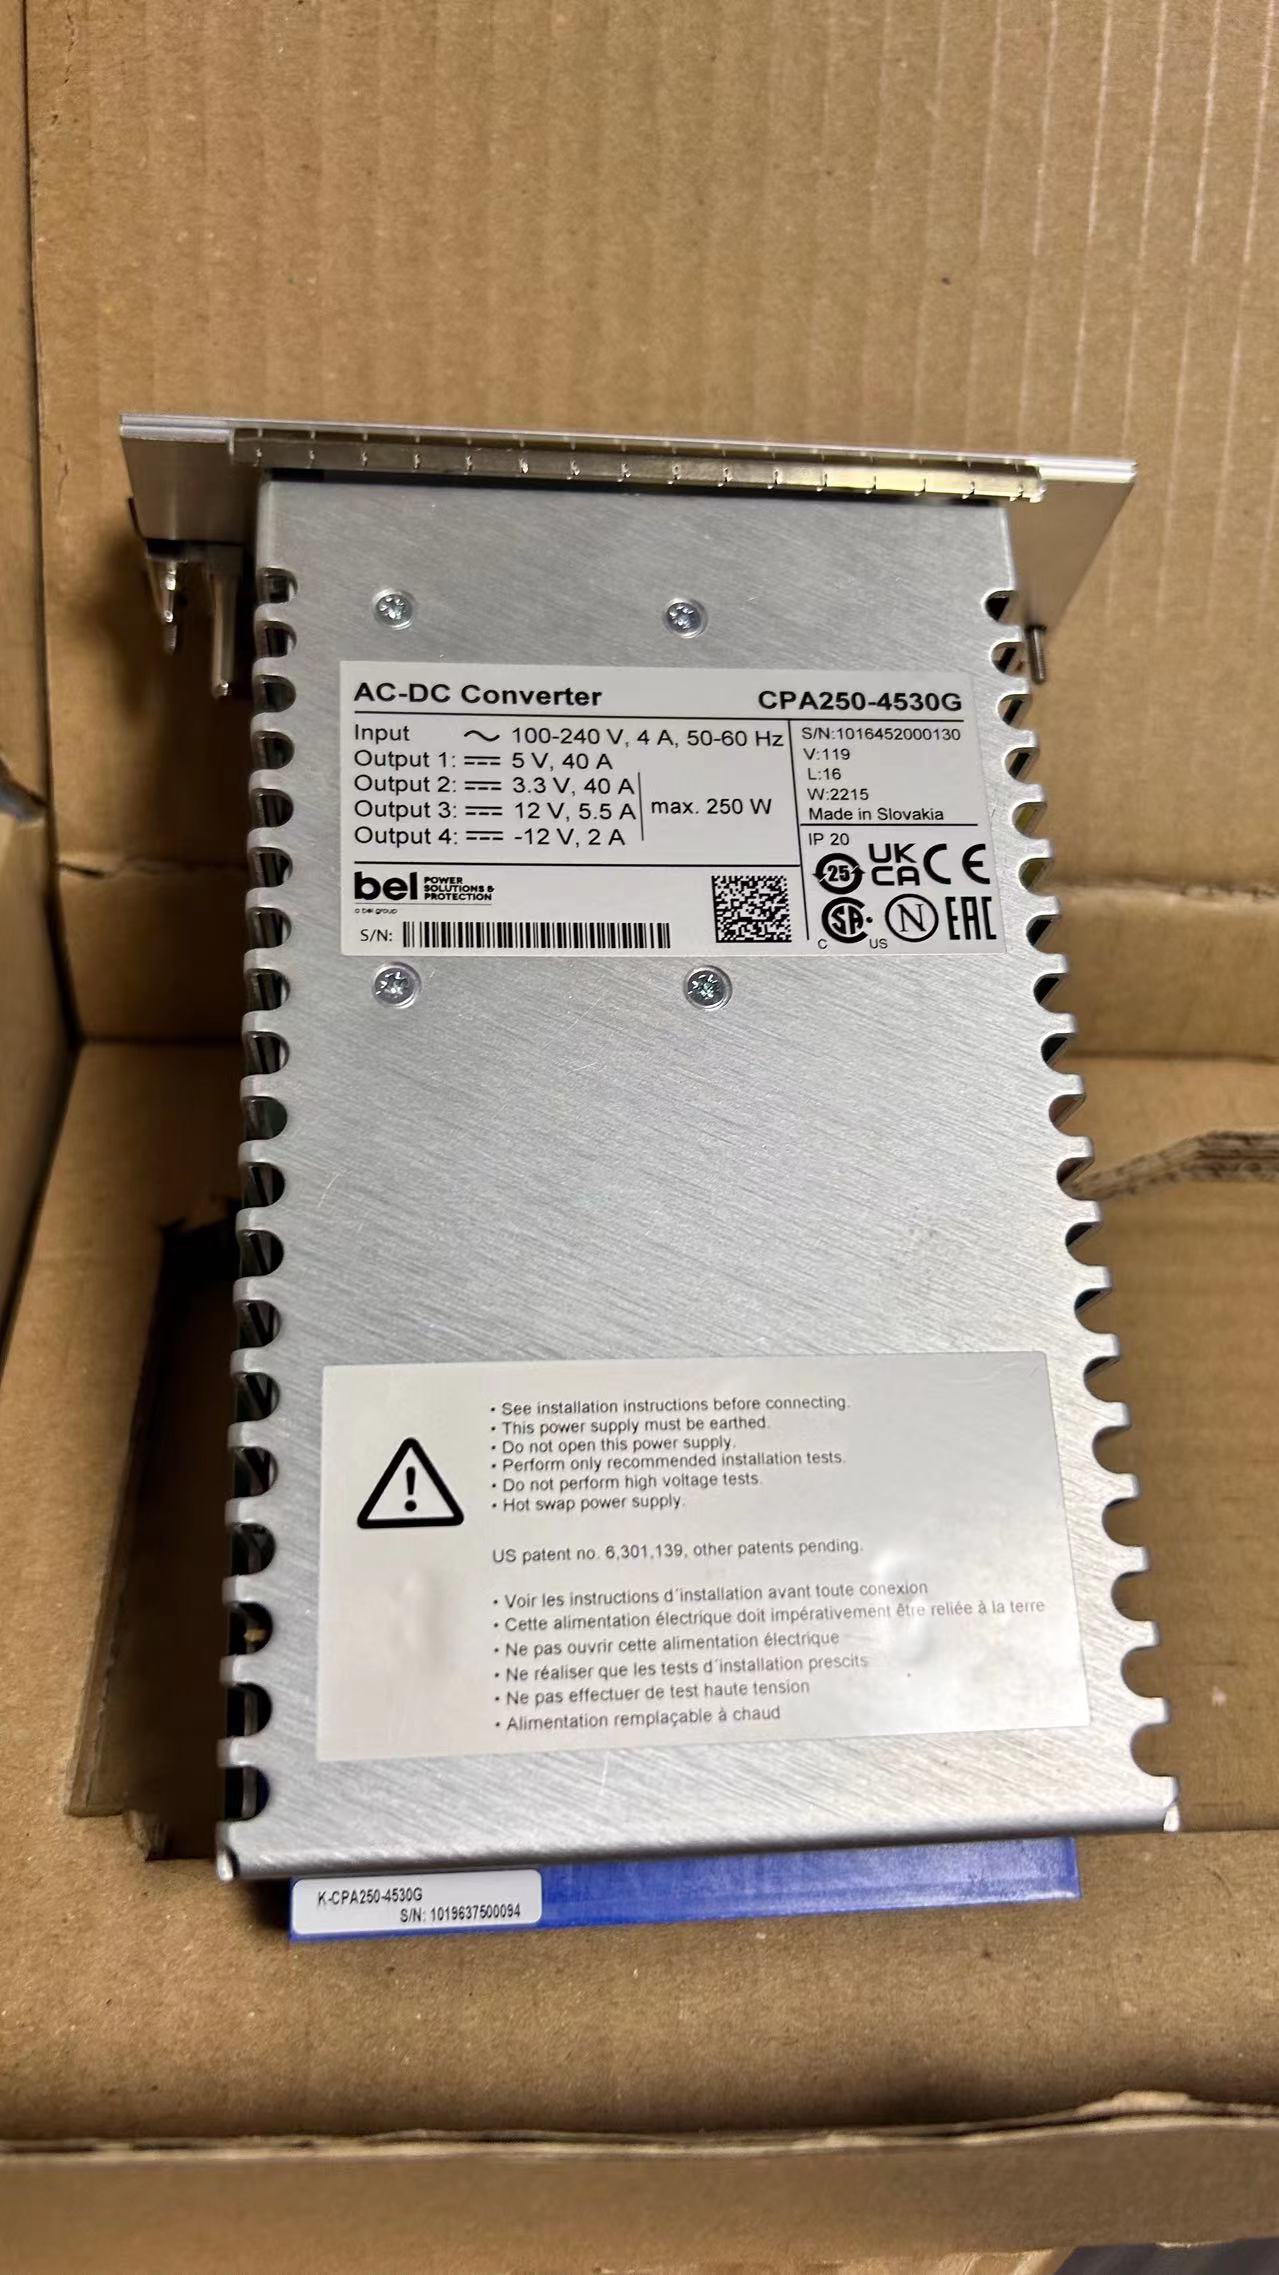 AC-DC Converter CPA250-4530G
Input ~ 100-240 V, 4 A, 50-60 Hz
Output 1: 5 V, 40 A
Output 2: 3.3 V, 40 A
Output 3: 12 V, 5.5 A
max. 250 W
Output 4: -12 V, 2 A
S/N:1016452000130
V:119
L:16
W:2215
Made in Slovakia
IP 20
bel POWER
SOLUTIONS &
PROTECTION
a bel group
S/N:
25
UK
CA
CE
C SA US
N
EAC
• See installation instructions before connecting.
• This power supply must be earthed.
• Do not open this power supply.
• Perform only recommended installation tests.
• Do not perform high voltage tests.
• Hot swap power supply.
US patent no. 6,301,139, other patents pending.
• Voir les instructions d´installation avant toute conexion
• Cette alimentation électrique doit impérativement être reliée à la terre
• Ne pas ouvrir cette alimentation électrique
• Ne réaliser que les tests d´installation prescits
• Ne pas effectuer de test haute tension
• Alimentation remplaçable à chaud
K-CPA250-4530G
S/N: 1019637500094